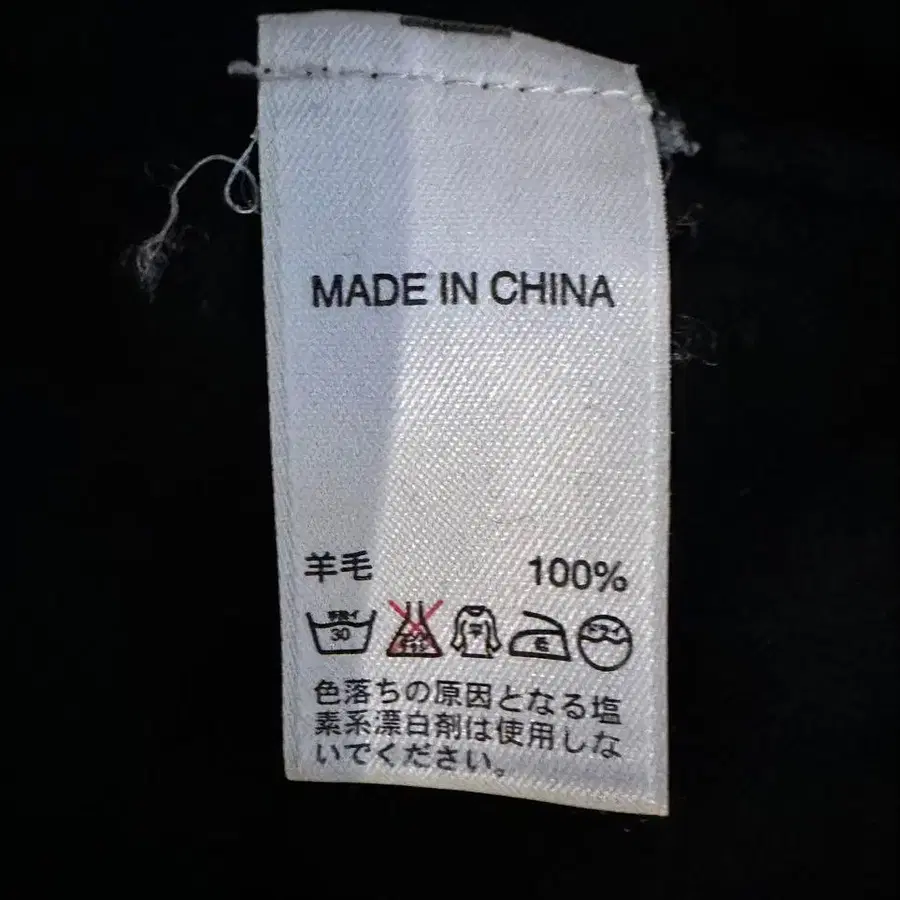 MADE IN CHINA
羊毛 100%
30
色落ちの原因となる塩
素系漂白剤は使用しな
いでください。